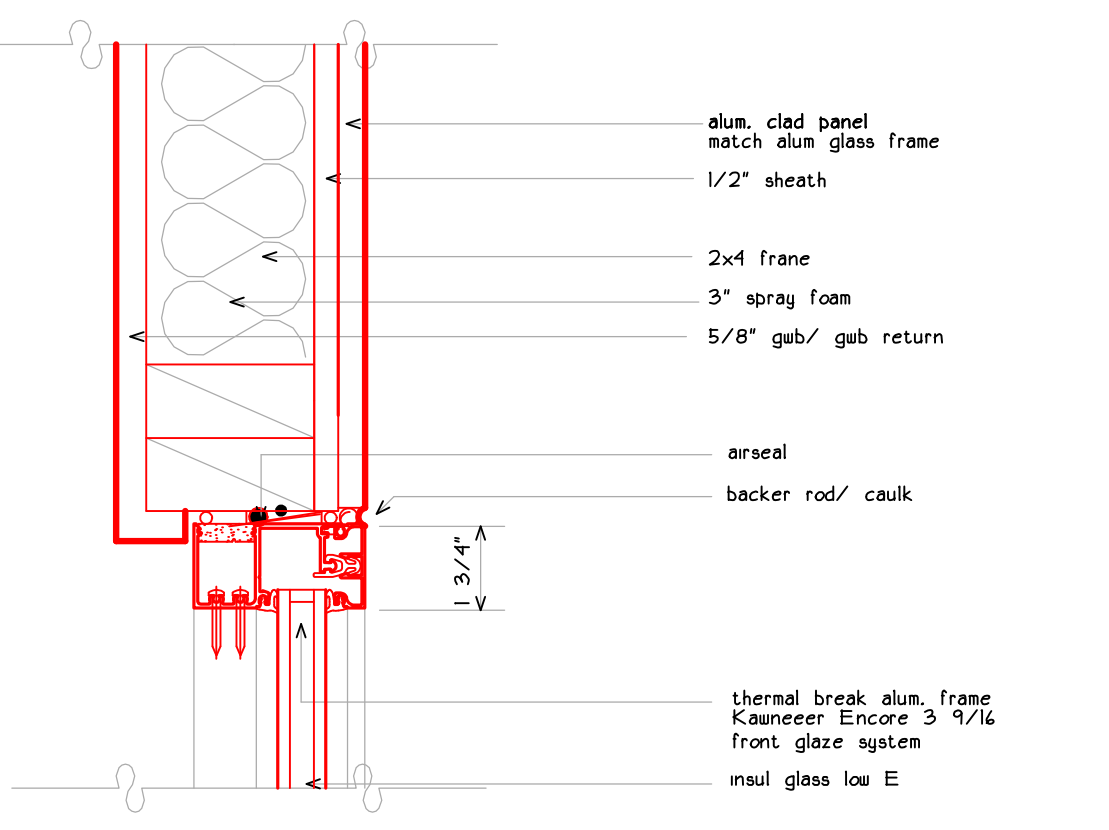 alum. clad panel
match alum glass frame
1/2" sheath
2x4 frane
3" spray foam
5/8" gwb/ gwb return
airseal
backer rod/ caulk
1 3/4"
thermal break alum. frame
Kawneeer Encore 3 9/16
front glaze system
insul glass low E